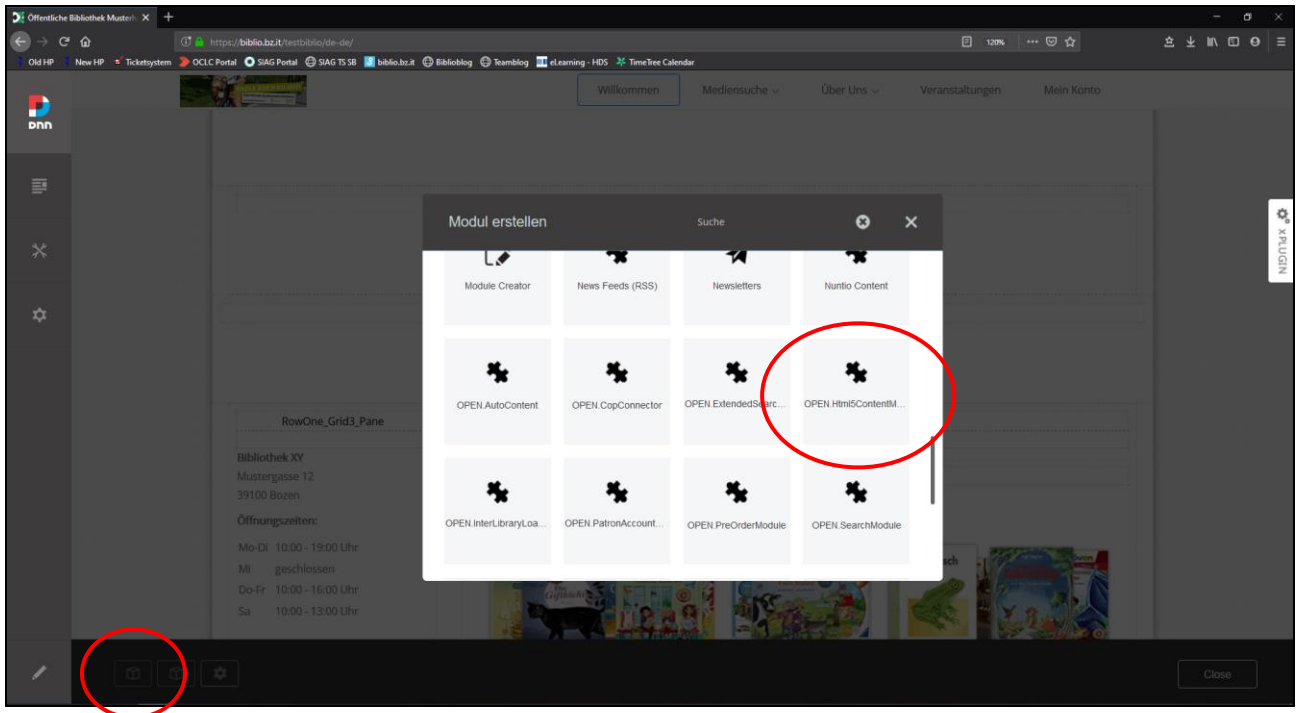 Öffentliche Bibliothek Musterh
https://biblio.bz.it/testbiblio/de-de/
120%
Old HP
New HP
Ticketsystem
OCLC Portal
SIAG Portal
SIAG TS SB
biblio.bz.it
Biblioblog
Teamblog
eLearning - HDS
TimeTree Calendar
DNN
Willkommen
Mediensuche
Über Uns
Veranstaltungen
Mein Konto
Modul erstellen
Suche
Module Creator
News Feeds (RSS)
Newsletters
Nuntio Content
OPEN.AutoContent
OPEN.CopConnector
OPEN.ExtendedSearc...
OPEN.Html5ContentM...
OPEN.InterLibraryLoa...
OPEN.PatronAccount...
OPEN.PreOrderModule
OPEN.SearchModule
XPLUGIN
RowOne_Grid3_Pane
Bibliothek XY
Mustergasse 12
39100 Bozen
Öffnungszeiten:
Mo-Di 10:00 - 19:00 Uhr
Mi geschlossen
Do-Fr 10:00 - 16:00 Uhr
Sa 10:00 - 13:00 Uhr
Close